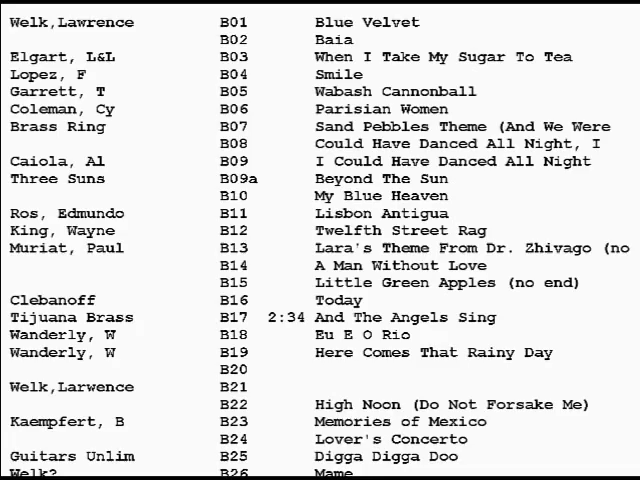 Welk,Lawrence B01 Blue Velvet
B02 Baia
Elgart, L&L B03 When I Take My Sugar To Tea
Lopez, F B04 Smile
Garrett, T B05 Wabash Cannonball
Coleman, Cy B06 Parisian Women
Brass Ring B07 Sand Pebbles Theme (And We Were
B08 Could Have Danced All Night, I
Caiola, Al B09 I Could Have Danced All Night
Three Suns B09a Beyond The Sun
B10 My Blue Heaven
Ros, Edmundo B11 Lisbon Antigua
King, Wayne B12 Twelfth Street Rag
Muriat, Paul B13 Lara's Theme From Dr. Zhivago (no
B14 A Man Without Love
B15 Little Green Apples (no end)
Clebanoff B16 Today
Tijuana Brass B17 2:34 And The Angels Sing
Wanderly, W B18 Eu E O Rio
Wanderly, W B19 Here Comes That Rainy Day
B20
Welk,Larwence B21
B22 High Noon (Do Not Forsake Me)
Kaempfert, B B23 Memories of Mexico
B24 Lover's Concerto
Guitars Unlim B25 Digga Digga Doo
Welk? B26 Mame